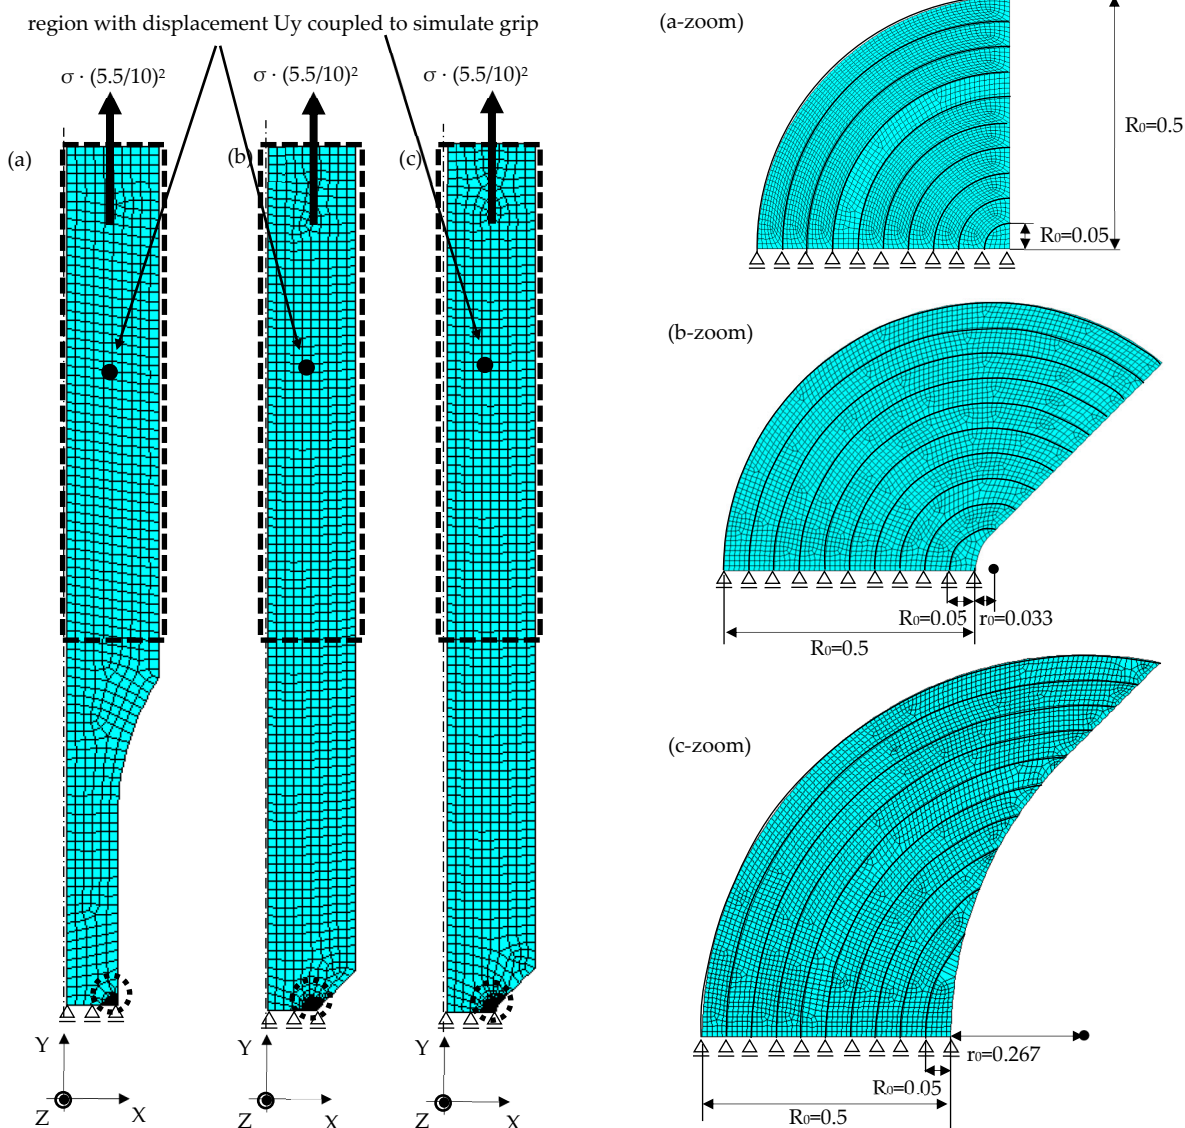 region with displacement Uy coupled to simulate grip
σ · (5.5/10)²
σ · (5.5/10)²
σ · (5.5/10)²
(a)
(b)
(c)
Y
Z
X
Y
Z
X
Y
Z
X
(a-zoom)
R₀=0.5
R₀=0.05
(b-zoom)
R₀=0.05
r₀=0.033
R₀=0.5
(c-zoom)
r₀=0.267
R₀=0.05
R₀=0.5